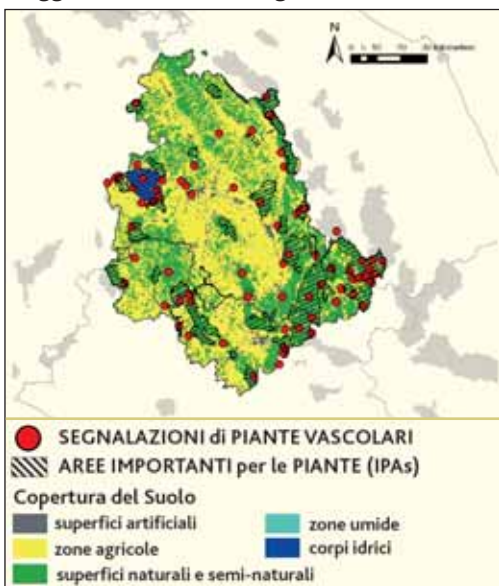 N
SEGNALAZIONI di PIANTE VASCOLARI
AREE IMPORTANTI per le PIANTE (IPAs)
Copertura del Suolo
superfici artificiali
zone umide
zone agricole
corpi idrici
superfici naturali e semi-naturali